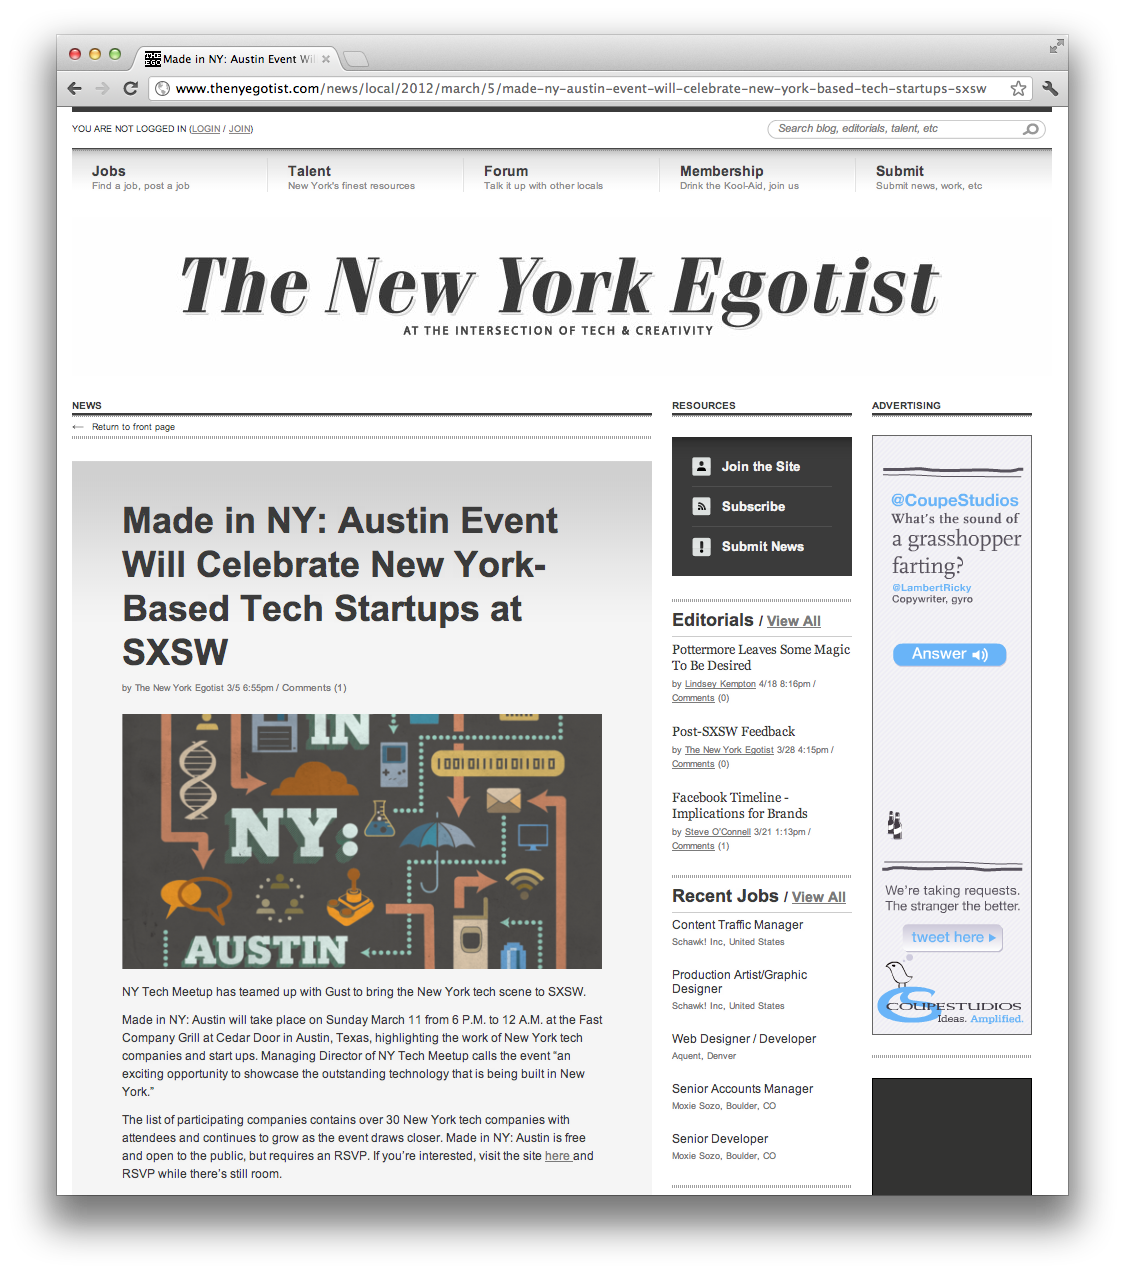 Made in NY: Austin Event Wil
www.thenyegotist.com/news/local/2012/march/5/made-ny-austin-event-will-celebrate-new-york-based-tech-startups-sxsw
YOU ARE NOT LOGGED IN (LOGIN / JOIN)
Search blog, editorials, talent, etc
Jobs
Find a job, post a job
Talent
New York's finest resources
Forum
Talk it up with other locals
Membership
Drink the Kool-Aid, join us
Submit
Submit news, work, etc
The New York Egotist
AT THE INTERSECTION OF TECH & CREATIVITY
NEWS
← Return to front page
Made in NY: Austin Event
Will Celebrate New York-
Based Tech Startups at
SXSW
by The New York Egotist 3/5 6:55pm / Comments (1)
IN
10010111 01011 010
NY:
AUSTIN
NY Tech Meetup has teamed up with Gust to bring the New York tech scene to SXSW.
Made in NY: Austin will take place on Sunday March 11 from 6 P.M. to 12 A.M. at the Fast
Company Grill at Cedar Door in Austin, Texas, highlighting the work of New York tech
companies and start ups. Managing Director of NY Tech Meetup calls the event “an
exciting opportunity to showcase the outstanding technology that is being built in New
York.”
The list of participating companies contains over 30 New York tech companies with
attendees and continues to grow as the event draws closer. Made in NY: Austin is free
and open to the public, but requires an RSVP. If you’re interested, visit the site here and
RSVP while there’s still room.
RESOURCES
Join the Site
Subscribe
Submit News
Editorials / View All
Pottermore Leaves Some Magic
To Be Desired
by Lindsey Kempton 4/18 8:16pm /
Comments (0)
Post-SXSW Feedback
by The New York Egotist 3/28 4:15pm /
Comments (0)
Facebook Timeline -
Implications for Brands
by Steve O'Connell 3/21 1:13pm /
Comments (1)
Recent Jobs / View All
Content Traffic Manager
Schawk! Inc, United States
Production Artist/Graphic
Designer
Schawk! Inc, United States
Web Designer / Developer
Aquent, Denver
Senior Accounts Manager
Moxie Sozo, Boulder, CO
Senior Developer
Moxie Sozo, Boulder, CO
ADVERTISING
@CoupeStudios
What's the sound of
a grasshopper
farting?
@LambertRicky
Copywriter, gyro
Answer
We're taking requests.
The stranger the better.
tweet here
COUPESTUDIOS
Ideas. Amplified.